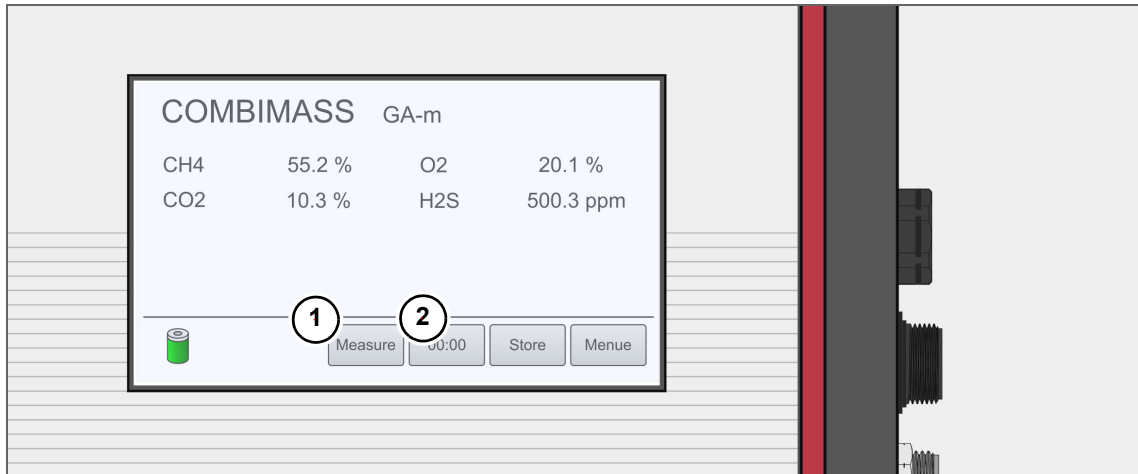 COMBIMASS GA-m
CH4 55.2 % O2 20.1 %
CO2 10.3 % H2S 500.3 ppm
1 2
Measure 00:00 Store Menue